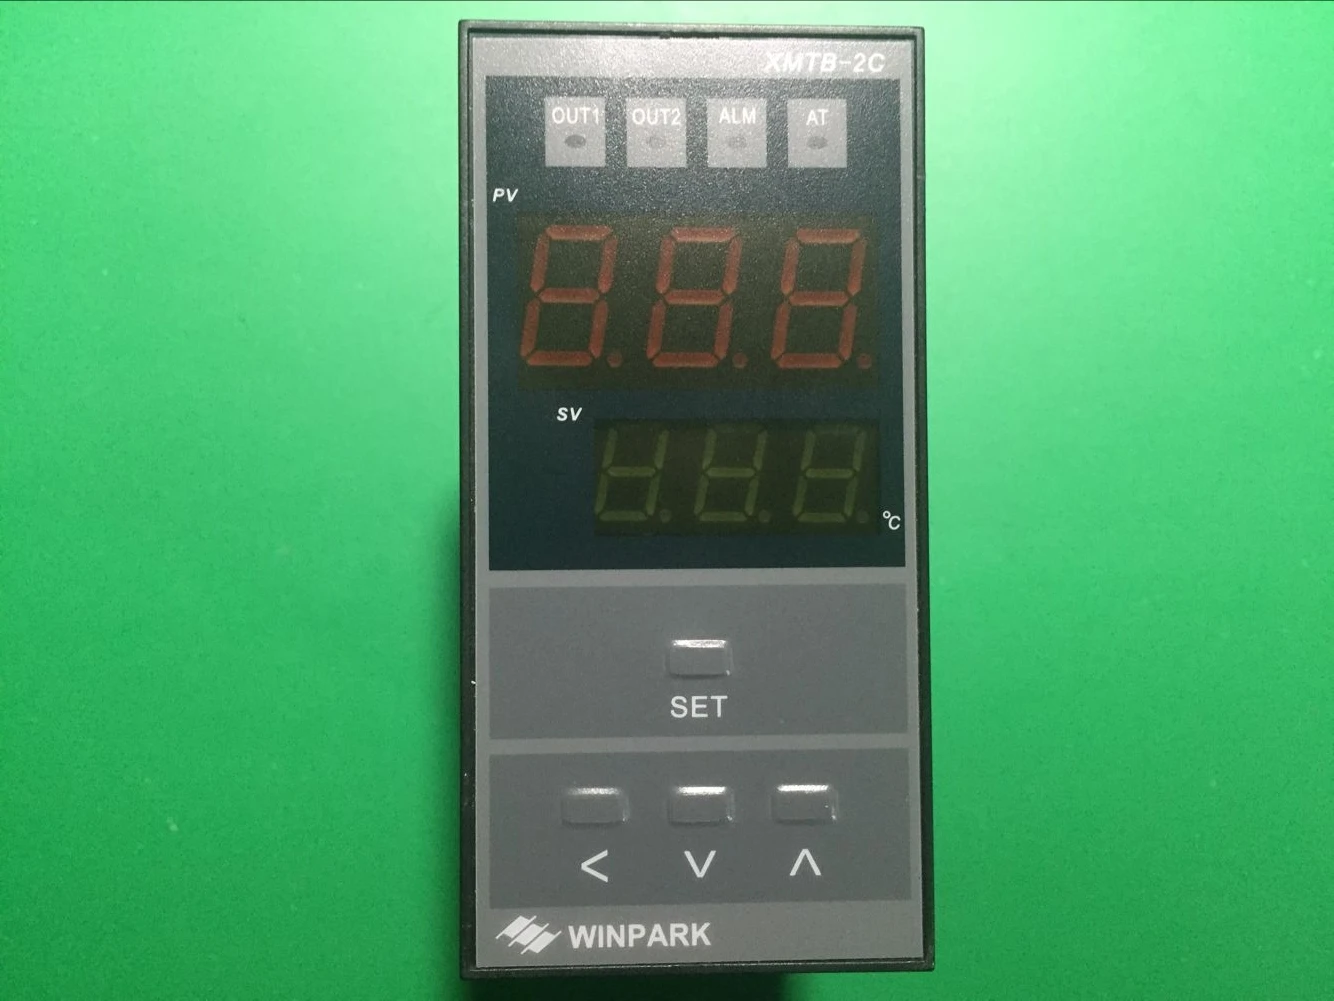 XMTB-2C
OUT1 OUT2 ALM AT
PV
SV
°C
SET
< V Λ
WINPARK